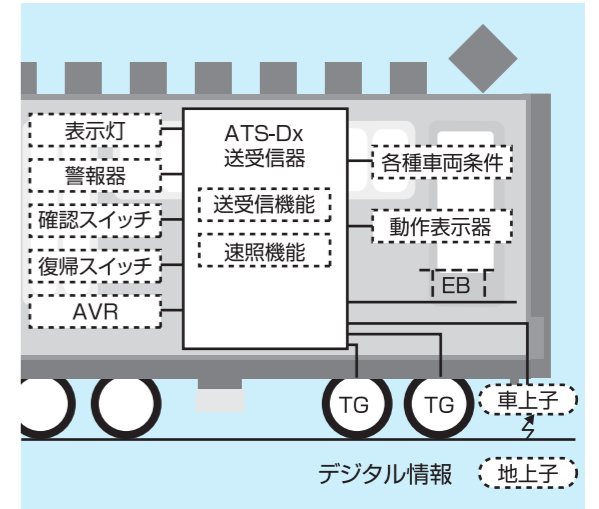 表示灯
警報器
確認スイッチ
復帰スイッチ
AVR
ATS-Dx
送受信器
送受信機能
速照機能
各種車両条件
動作表示器
EB
TG
TG
車上子
デジタル情報
地上子